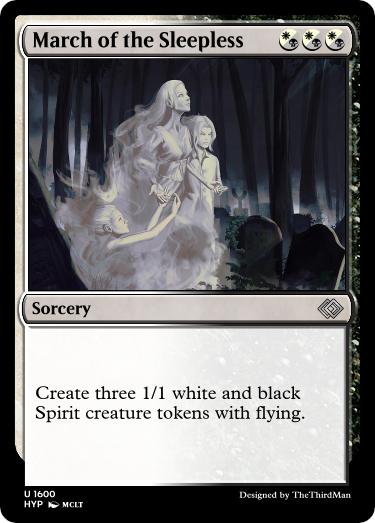 March of the Sleepless
Sorcery
Create three 1/1 white and black
Spirit creature tokens with flying.
U 1600
HYP MCLT
Designed by TheThirdMan